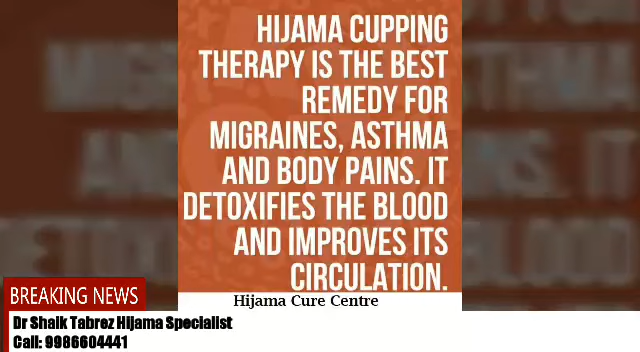 HIJAMA CUPPING
THERAPY IS THE BEST
REMEDY FOR
MIGRAINES, ASTHMA
AND BODY PAINS. IT
DETOXIFIES THE BLOOD
AND IMPROVES ITS
CIRCULATION.
Hijama Cure Centre
BREAKING NEWS
Dr Shaik Tabrez Hijama Specialist
Call: 9986604441